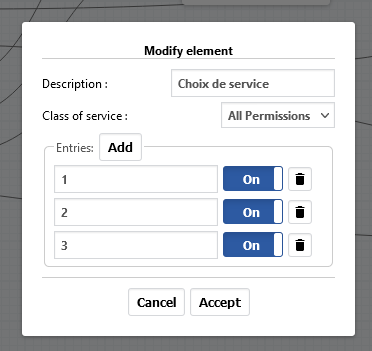 Modify element
Description : Choix de service
Class of service : All Permissions
Entries: Add
1 On
2 On
3 On
Cancel Accept